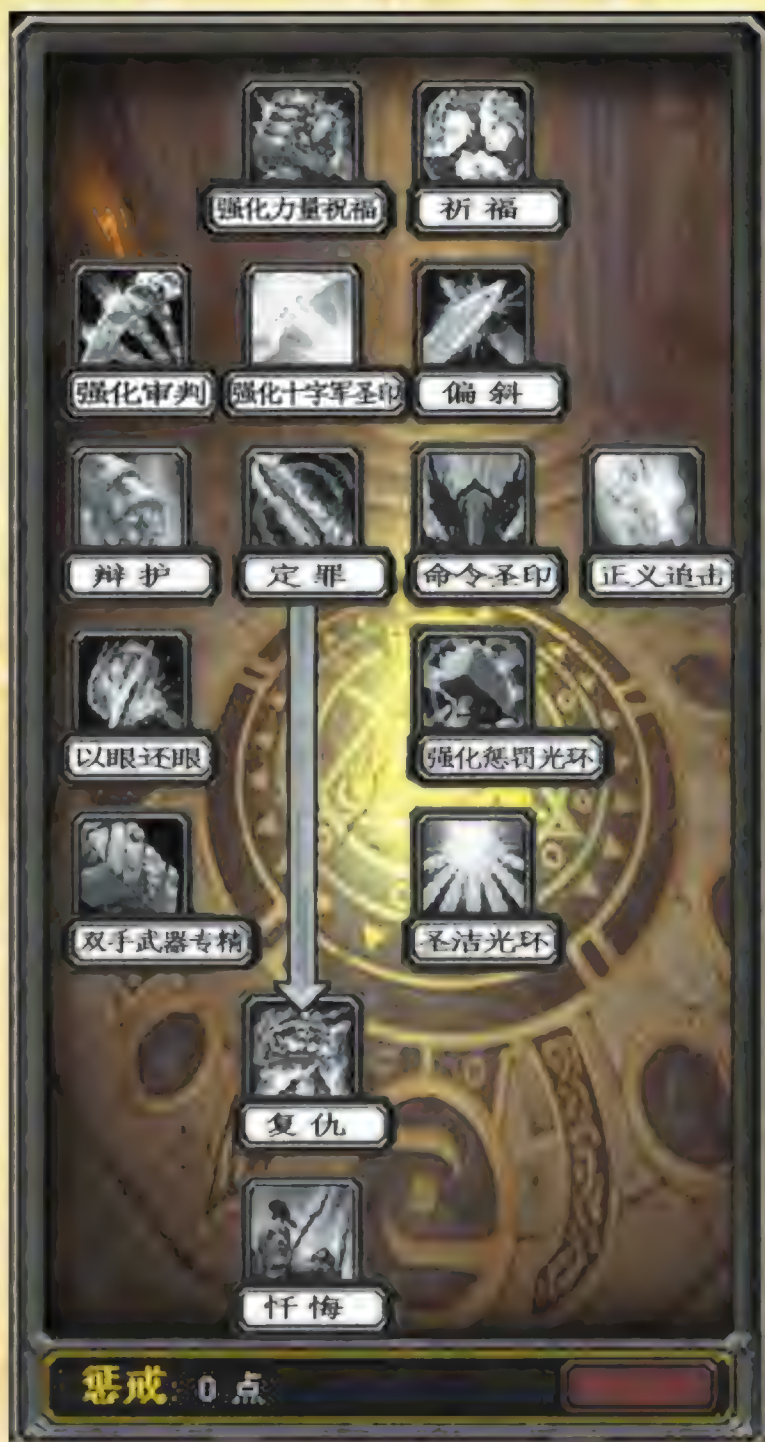 强化力量祝福 祈福
强化审判 强化十字军圣印 偏斜
辩护 定罪 命令圣印 正义追击
以眼还眼 强化惩罚光环
双手武器专精 圣洁光环
复仇
忏悔
惩戒 0 点